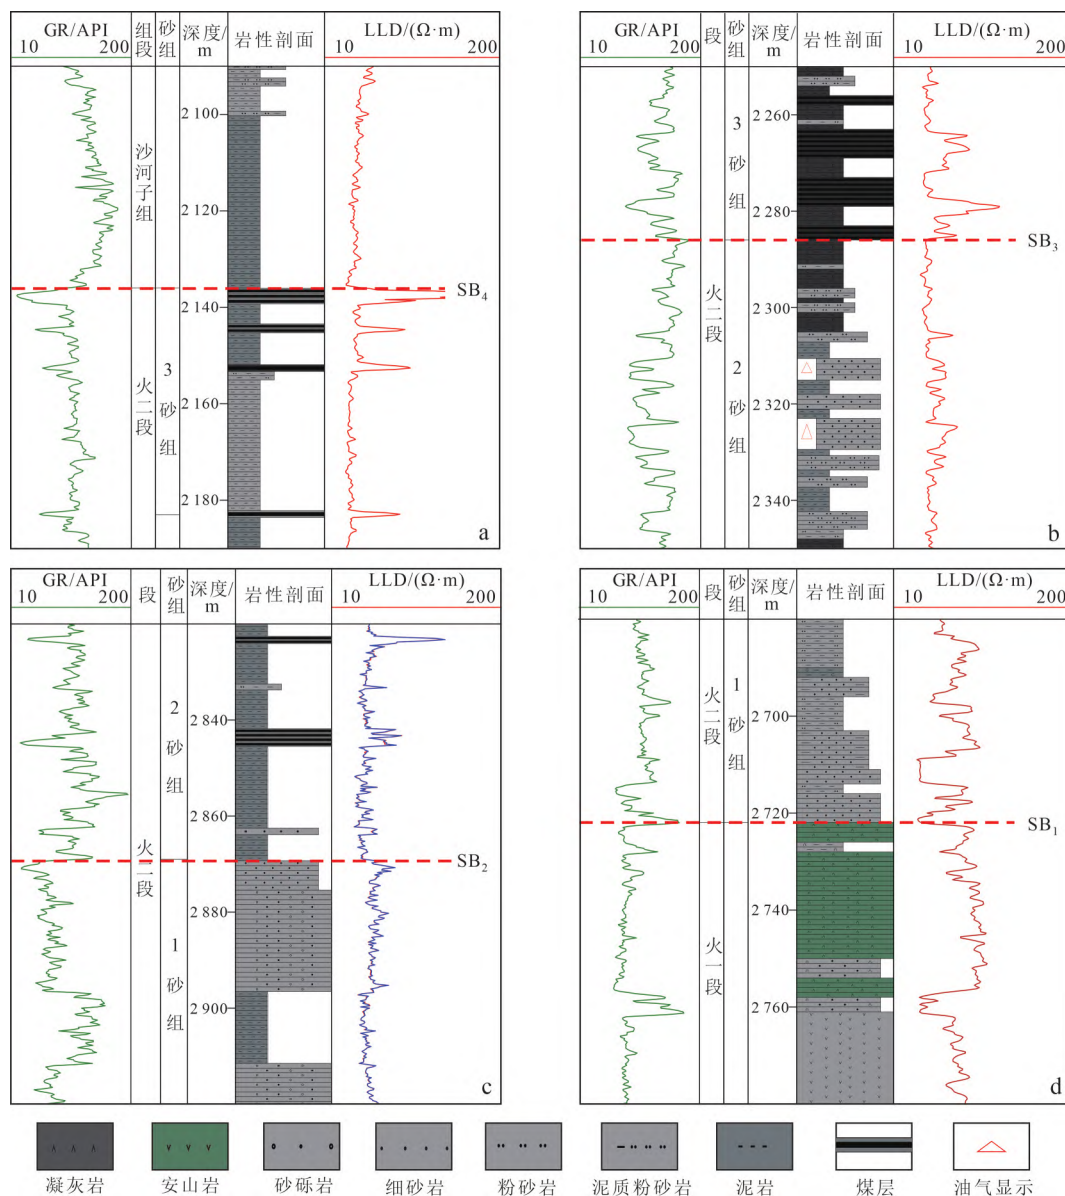 GR/API
10 200
组段
砂组
深度/m
岩性剖面
LLD/(Ω·m)
10 200
2 100
沙河子组
2 120
SB4
2 140
火二段
3砂组
2 160
2 180
a
GR/API
10 200
段
砂组
深度/m
岩性剖面
LLD/(Ω·m)
10 200
2 260
3砂组
2 280
SB3
火二段
2 300
2砂组
2 320
2 340
b
GR/API
10 200
段
砂组
深度/m
岩性剖面
LLD/(Ω·m)
10 200
2砂组
2 840
2 860
火二段
SB2
2 880
1砂组
2 900
c
GR/API
10 200
段
砂组
深度/m
岩性剖面
LLD/(Ω·m)
10 200
火二段
1砂组
2 700
2 720
SB1
2 740
火一段
2 760
d
凝灰岩 安山岩 砂砾岩 细砂岩 粉砂岩 泥质粉砂岩 泥岩 煤层 油气显示